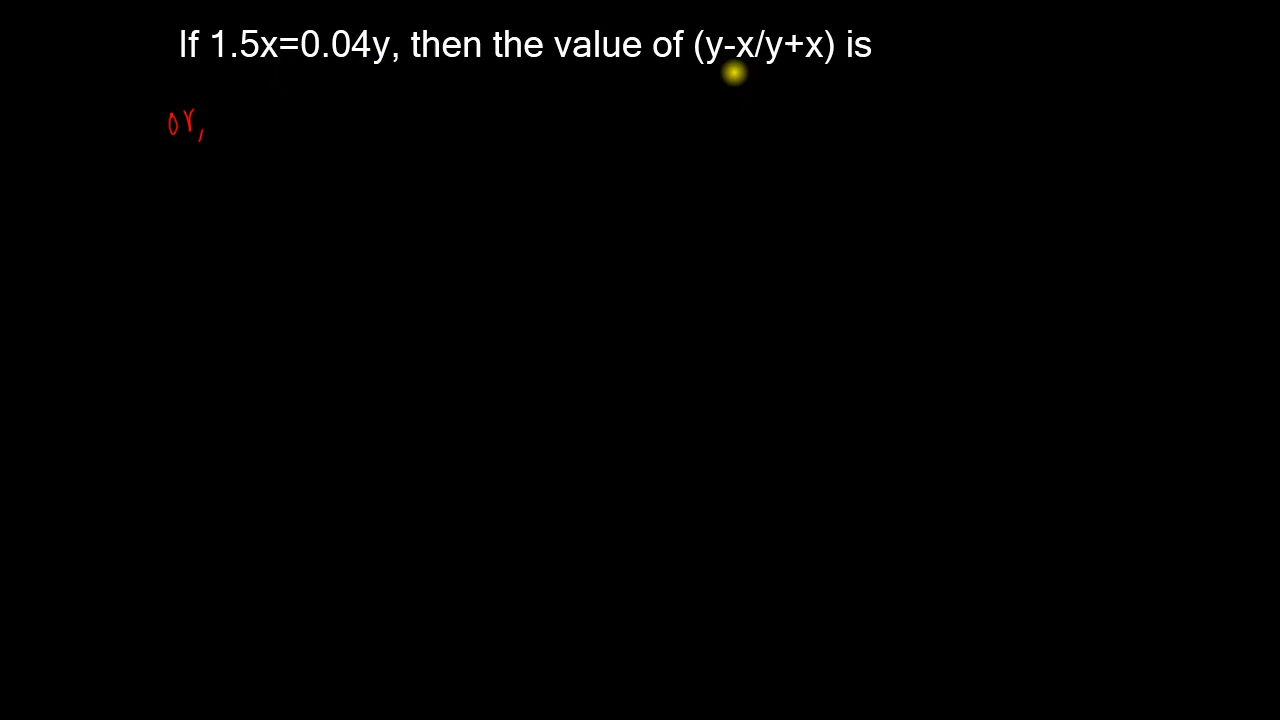 If 1.5x=0.04y, then the value of (y-x/y+x) is
or,